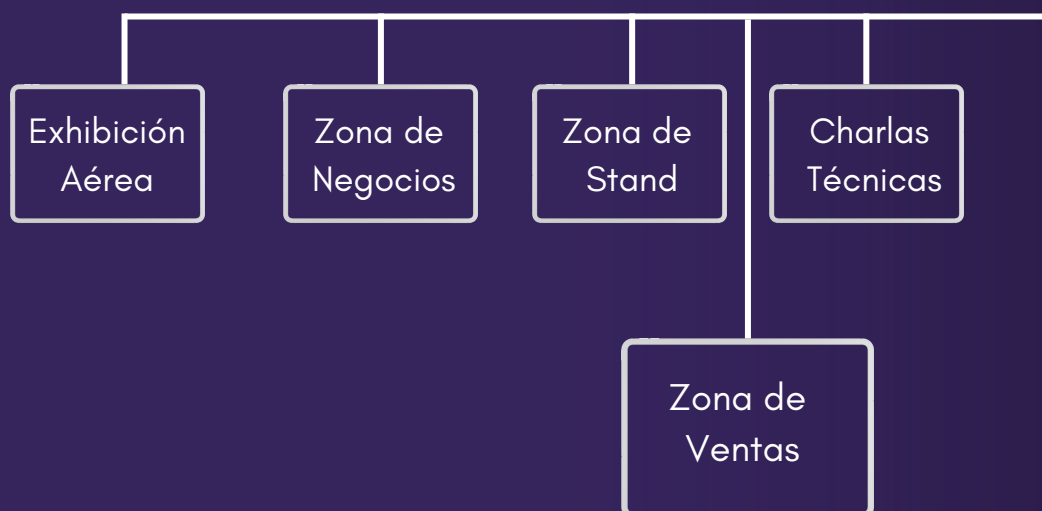 Exhibición
Aérea
Zona de
Negocios
Zona de
Stand
Charlas
Técnicas
Zona de
Ventas